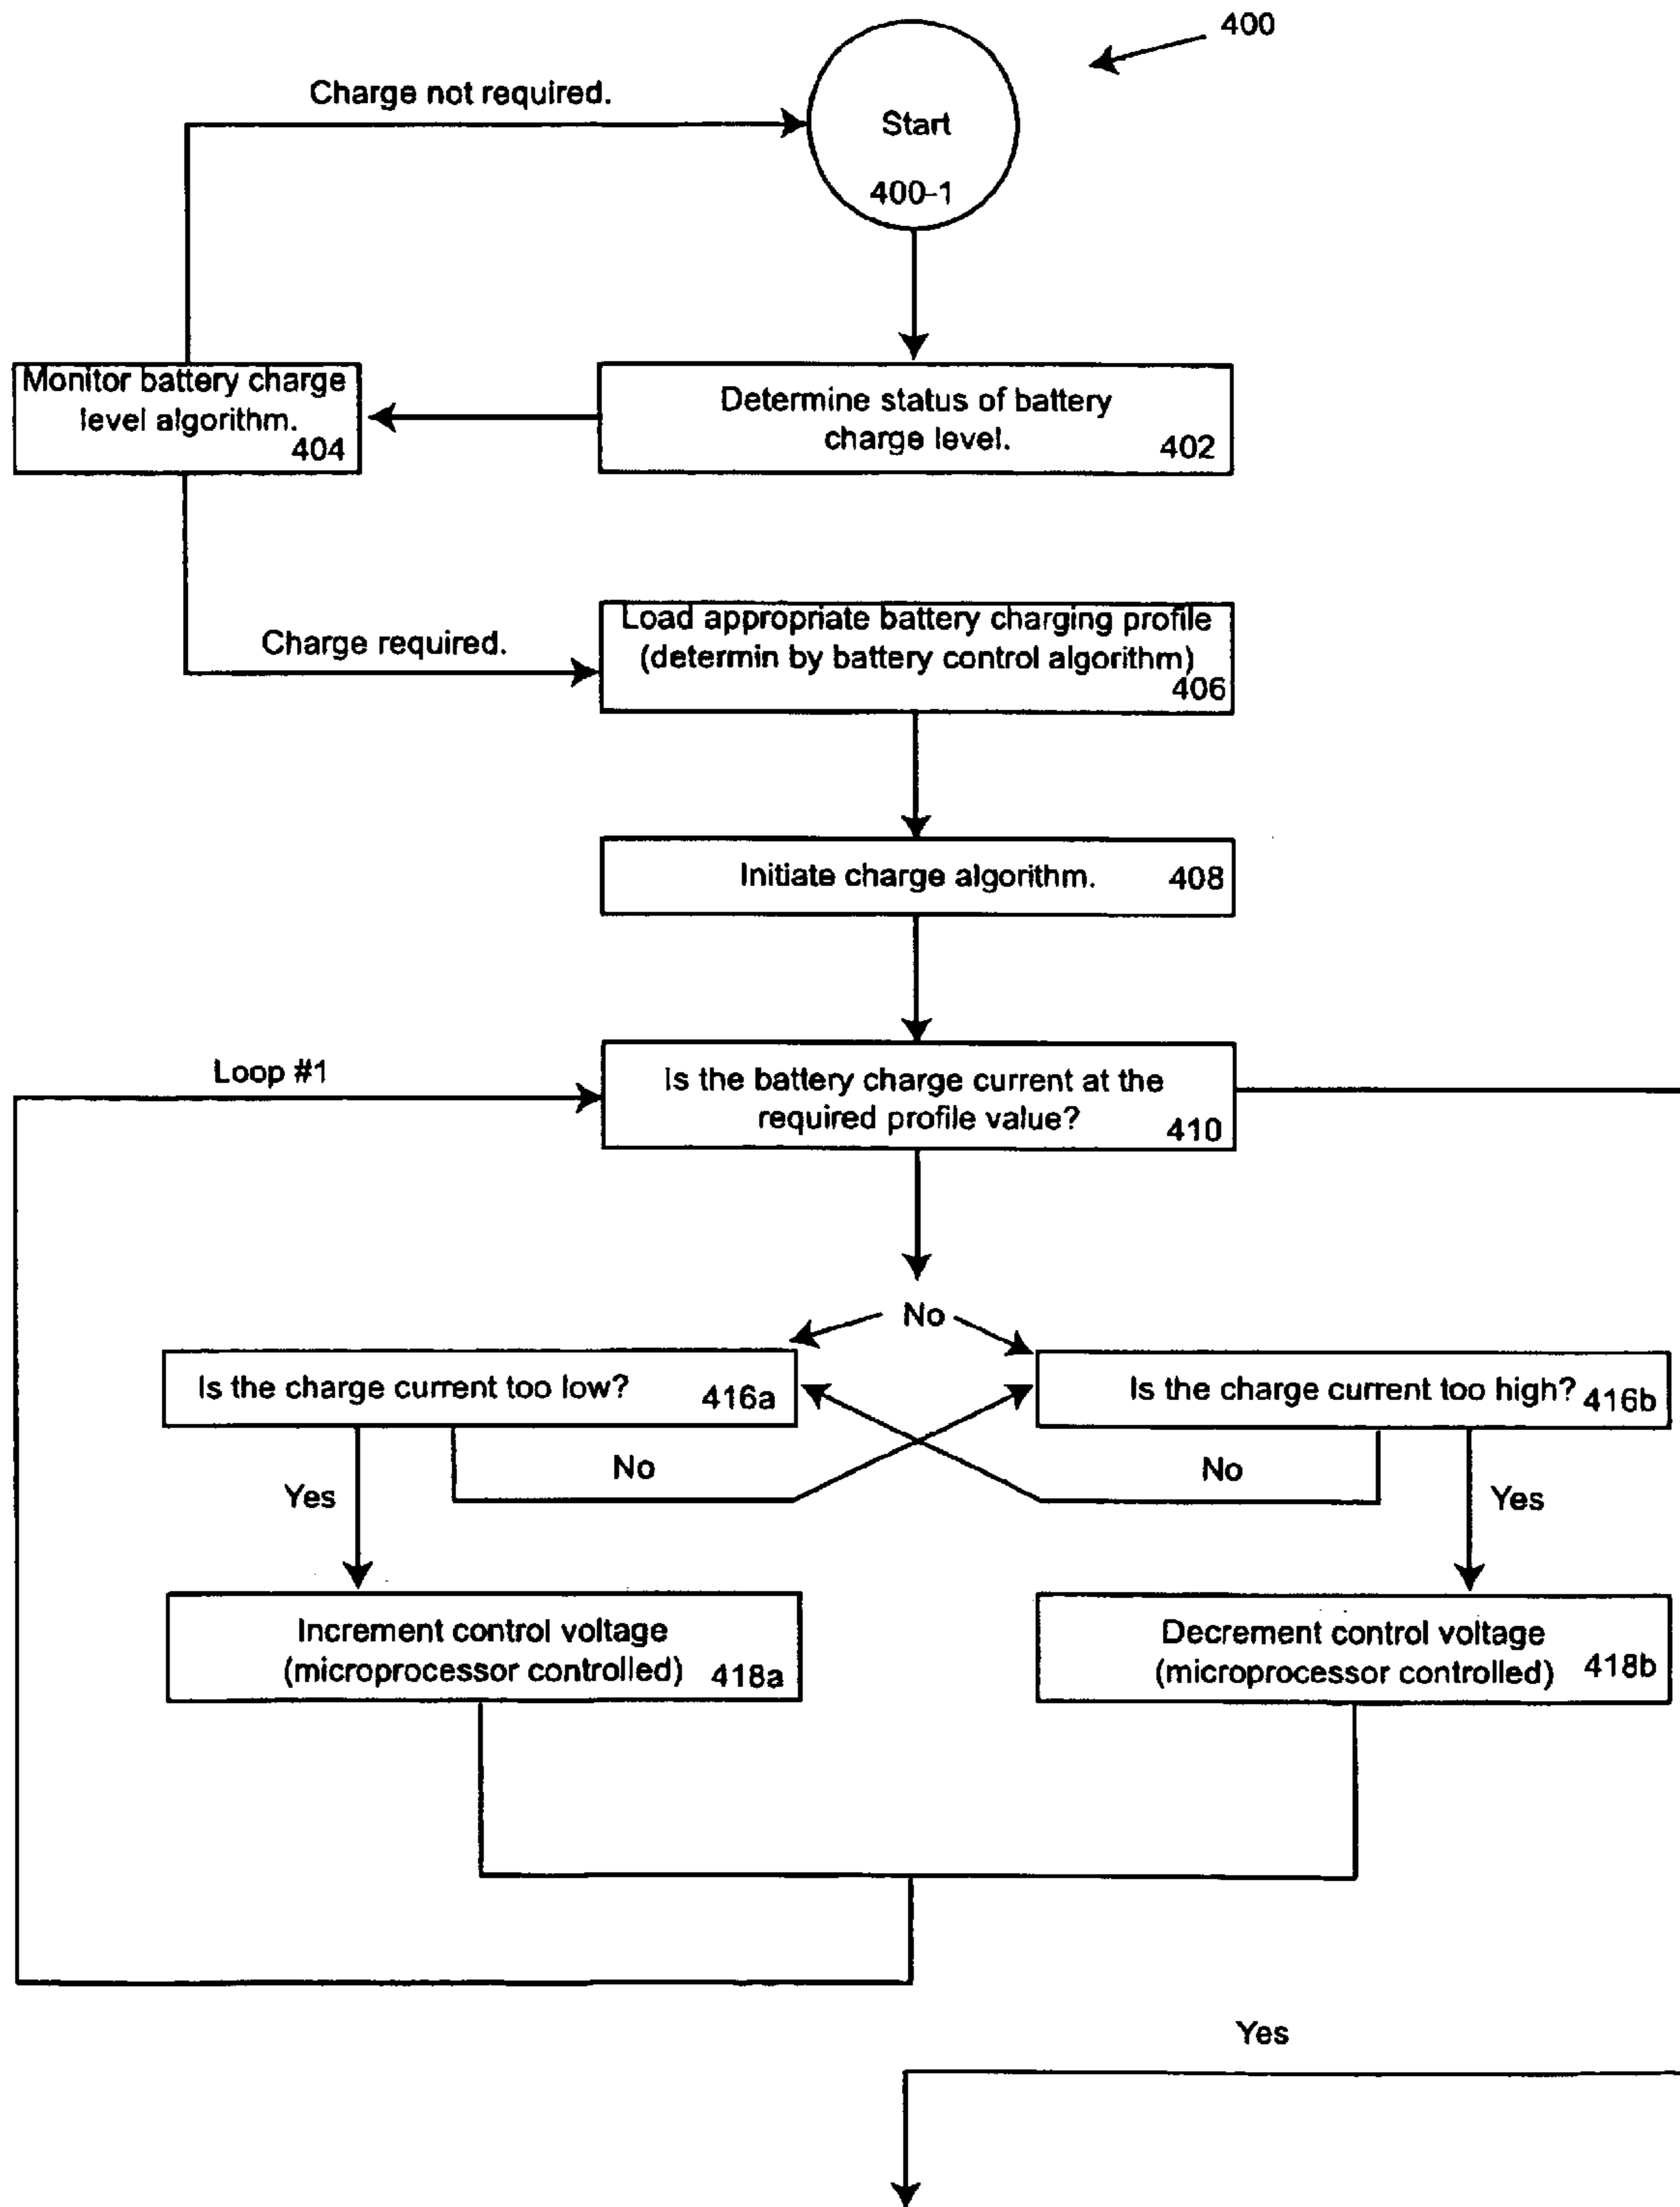 400
Charge not required.
Start
400-1
Monitor battery charge
level algorithm.
404
Determine status of battery
charge level.
402
Charge required.
Load appropriate battery charging profile
(determin by battery control algorithm)
406
Initiate charge algorithm. 408
Loop #1
Is the battery charge current at the
required profile value?
410
No
Is the charge current too low? 416a
Is the charge current too high? 416b
No
No
Yes
Yes
Increment control voltage
(microprocessor controlled) 418a
Decrement control voltage
(microprocessor controlled) 418b
Yes